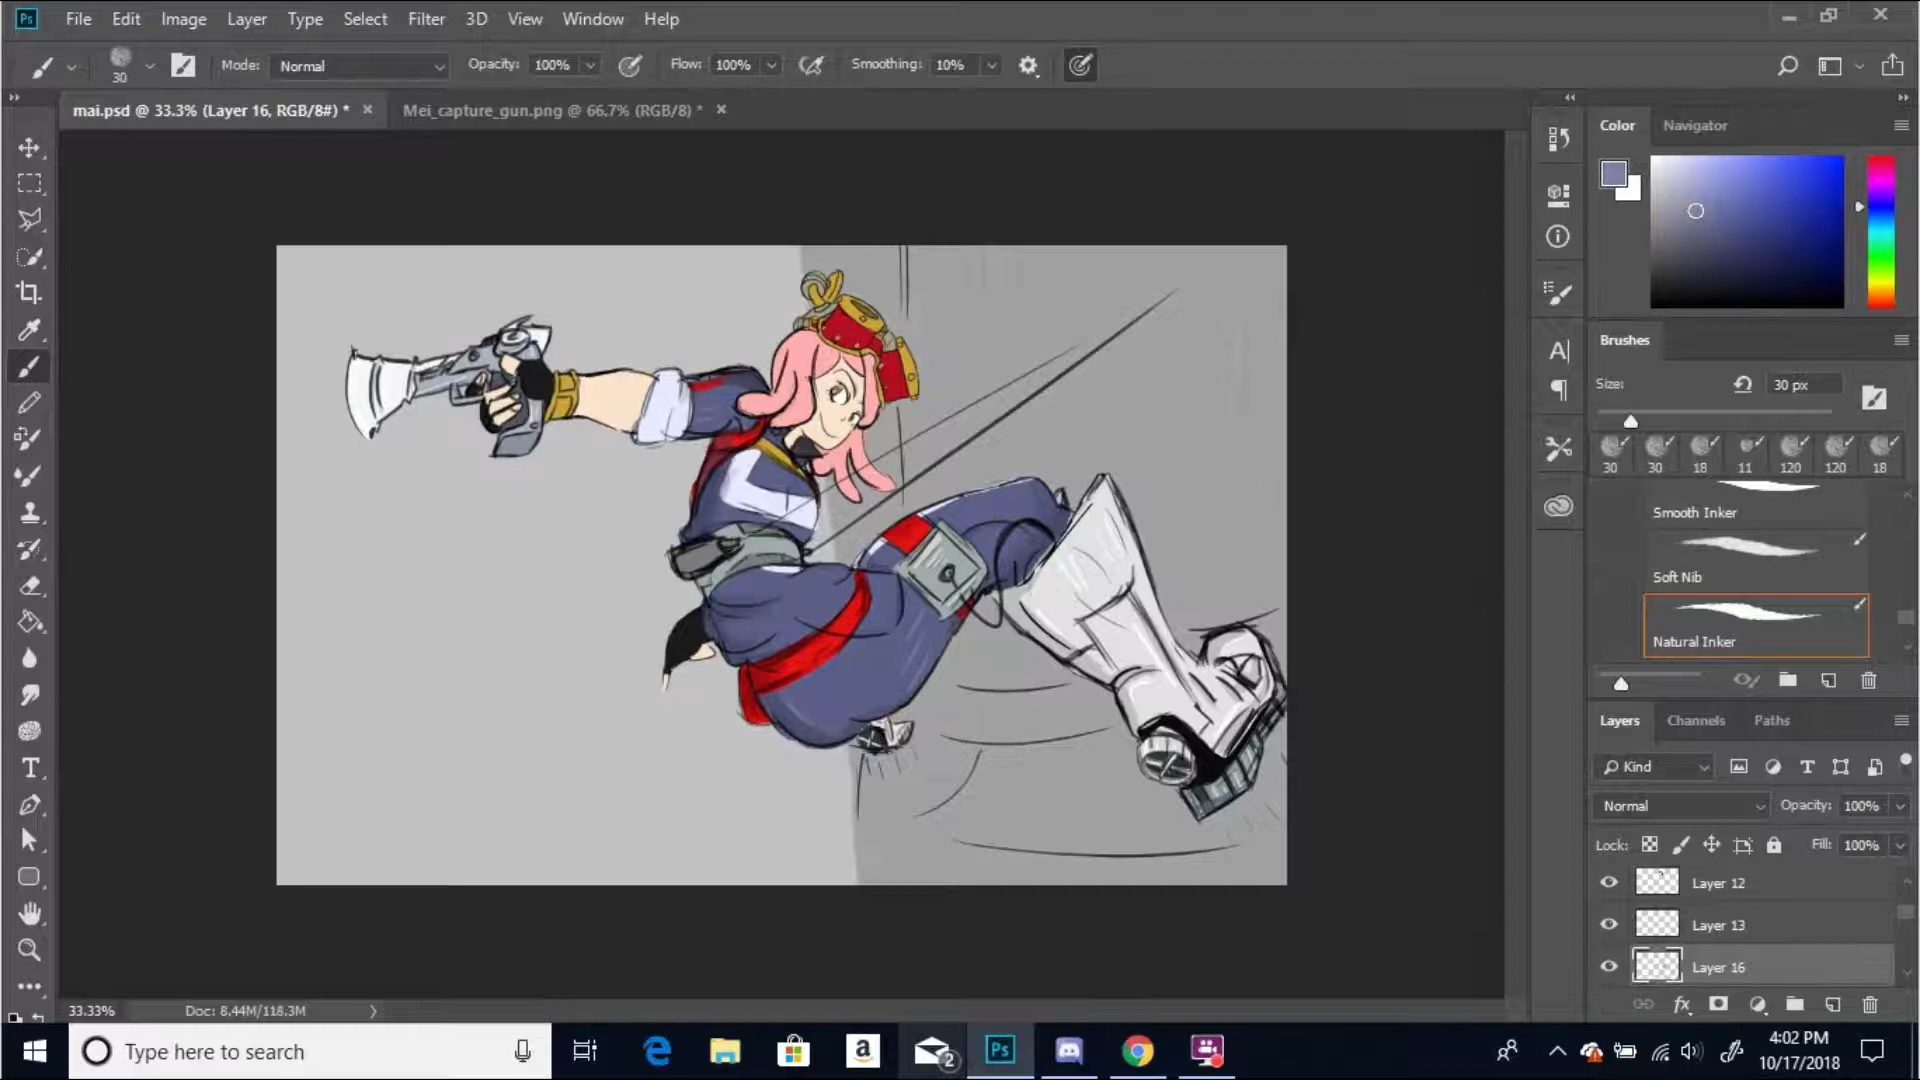 Ps File Edit Image Layer Type Select Filter 3D View Window Help
30 Mode: Normal Opacity: 100% Flow: 100% Smoothing: 10%
mai.psd @ 33.3% (Layer 16, RGB/8#) * Mei_capture_gun.png @ 66.7% (RGB/8) *
Color Navigator
Brushes
Size: 30 px
30 30 18 11 120 120 18
Smooth Inker
Soft Nib
Natural Inker
Layers Channels Paths
Kind
Normal Opacity: 100%
Lock: Fill: 100%
Layer 12
Layer 13
Layer 16
33.33% Doc: 8.44M/118.3M
Type here to search
2
Ps
4:02 PM
10/17/2018